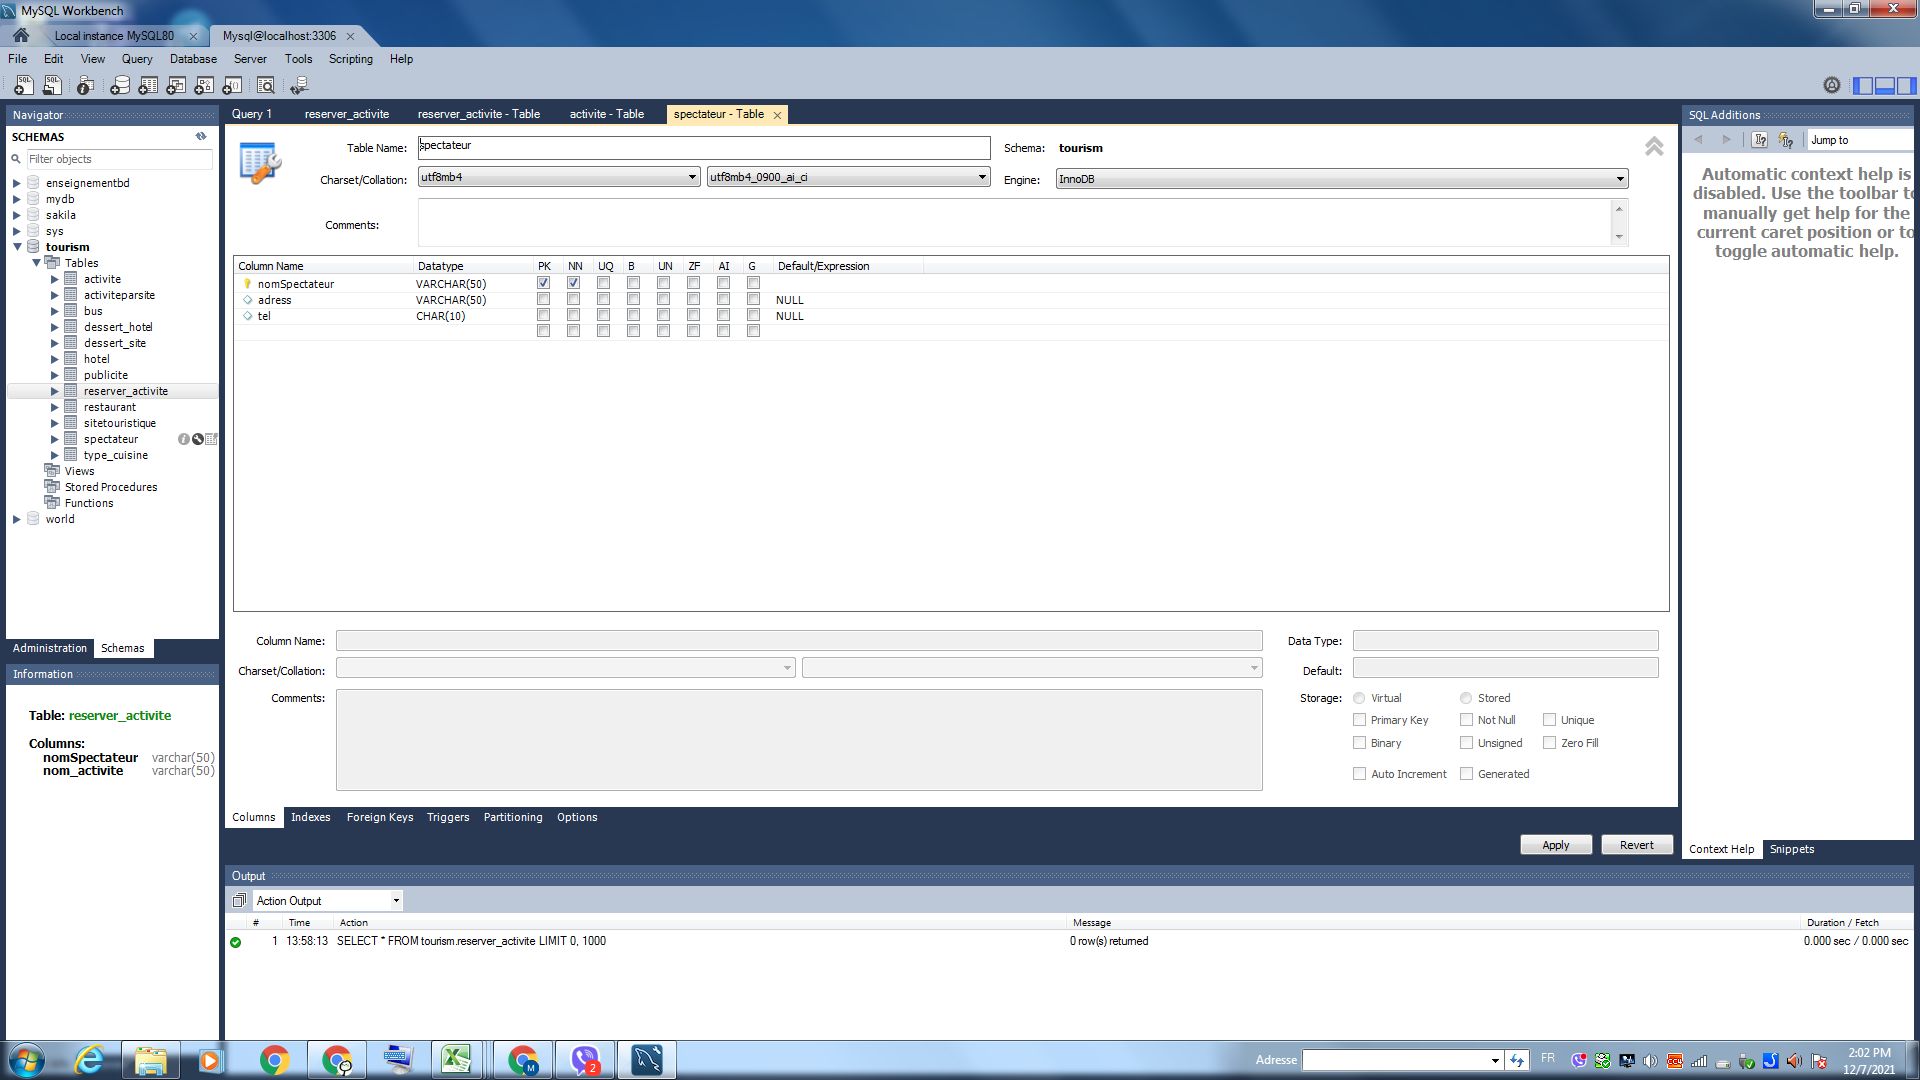 MySQL Workbench
Local instance MySQL80
Mysql@localhost:3306
File Edit View Query Database Server Tools Scripting Help
Navigator
SCHEMAS
Filter objects
enseignementbd
mydb
sakila
sys
tourism
Tables
activite
activiteparsite
bus
dessert_hotel
dessert_site
hotel
publicite
reserver_activite
restaurant
sitetouristique
spectateur
type_cuisine
Views
Stored Procedures
Functions
world
Administration Schemas
Information
Table: reserver_activite
Columns:
nomSpectateur varchar(50)
nom_activite varchar(50)
Query 1 reserver_activite reserver_activite - Table activite - Table spectateur - Table
Table Name: spectateur Schema: tourism
Charset/Collation: utf8mb4 utf8mb4_0900_ai_ci Engine: InnoDB
Comments:
Column Name Datatype PK NN UQ B UN ZF AI G Default/Expression
nomSpectateur VARCHAR(50)
adress VARCHAR(50) NULL
tel CHAR(10) NULL
Column Name: Data Type:
Charset/Collation: Default:
Comments: Storage: Virtual Stored
Primary Key Not Null Unique
Binary Unsigned Zero Fill
Auto Increment Generated
Columns Indexes Foreign Keys Triggers Partitioning Options
Apply Revert
SQL Additions
Jump to
Automatic context help is
disabled. Use the toolbar to
manually get help for the
current caret position or to
toggle automatic help.
Context Help Snippets
Output
Action Output
# Time Action Message Duration / Fetch
1 13:58:13 SELECT * FROM tourism.reserver_activite LIMIT 0, 1000 0 row(s) returned 0.000 sec / 0.000 sec
Adresse FR 2:02 PM
12/7/2021